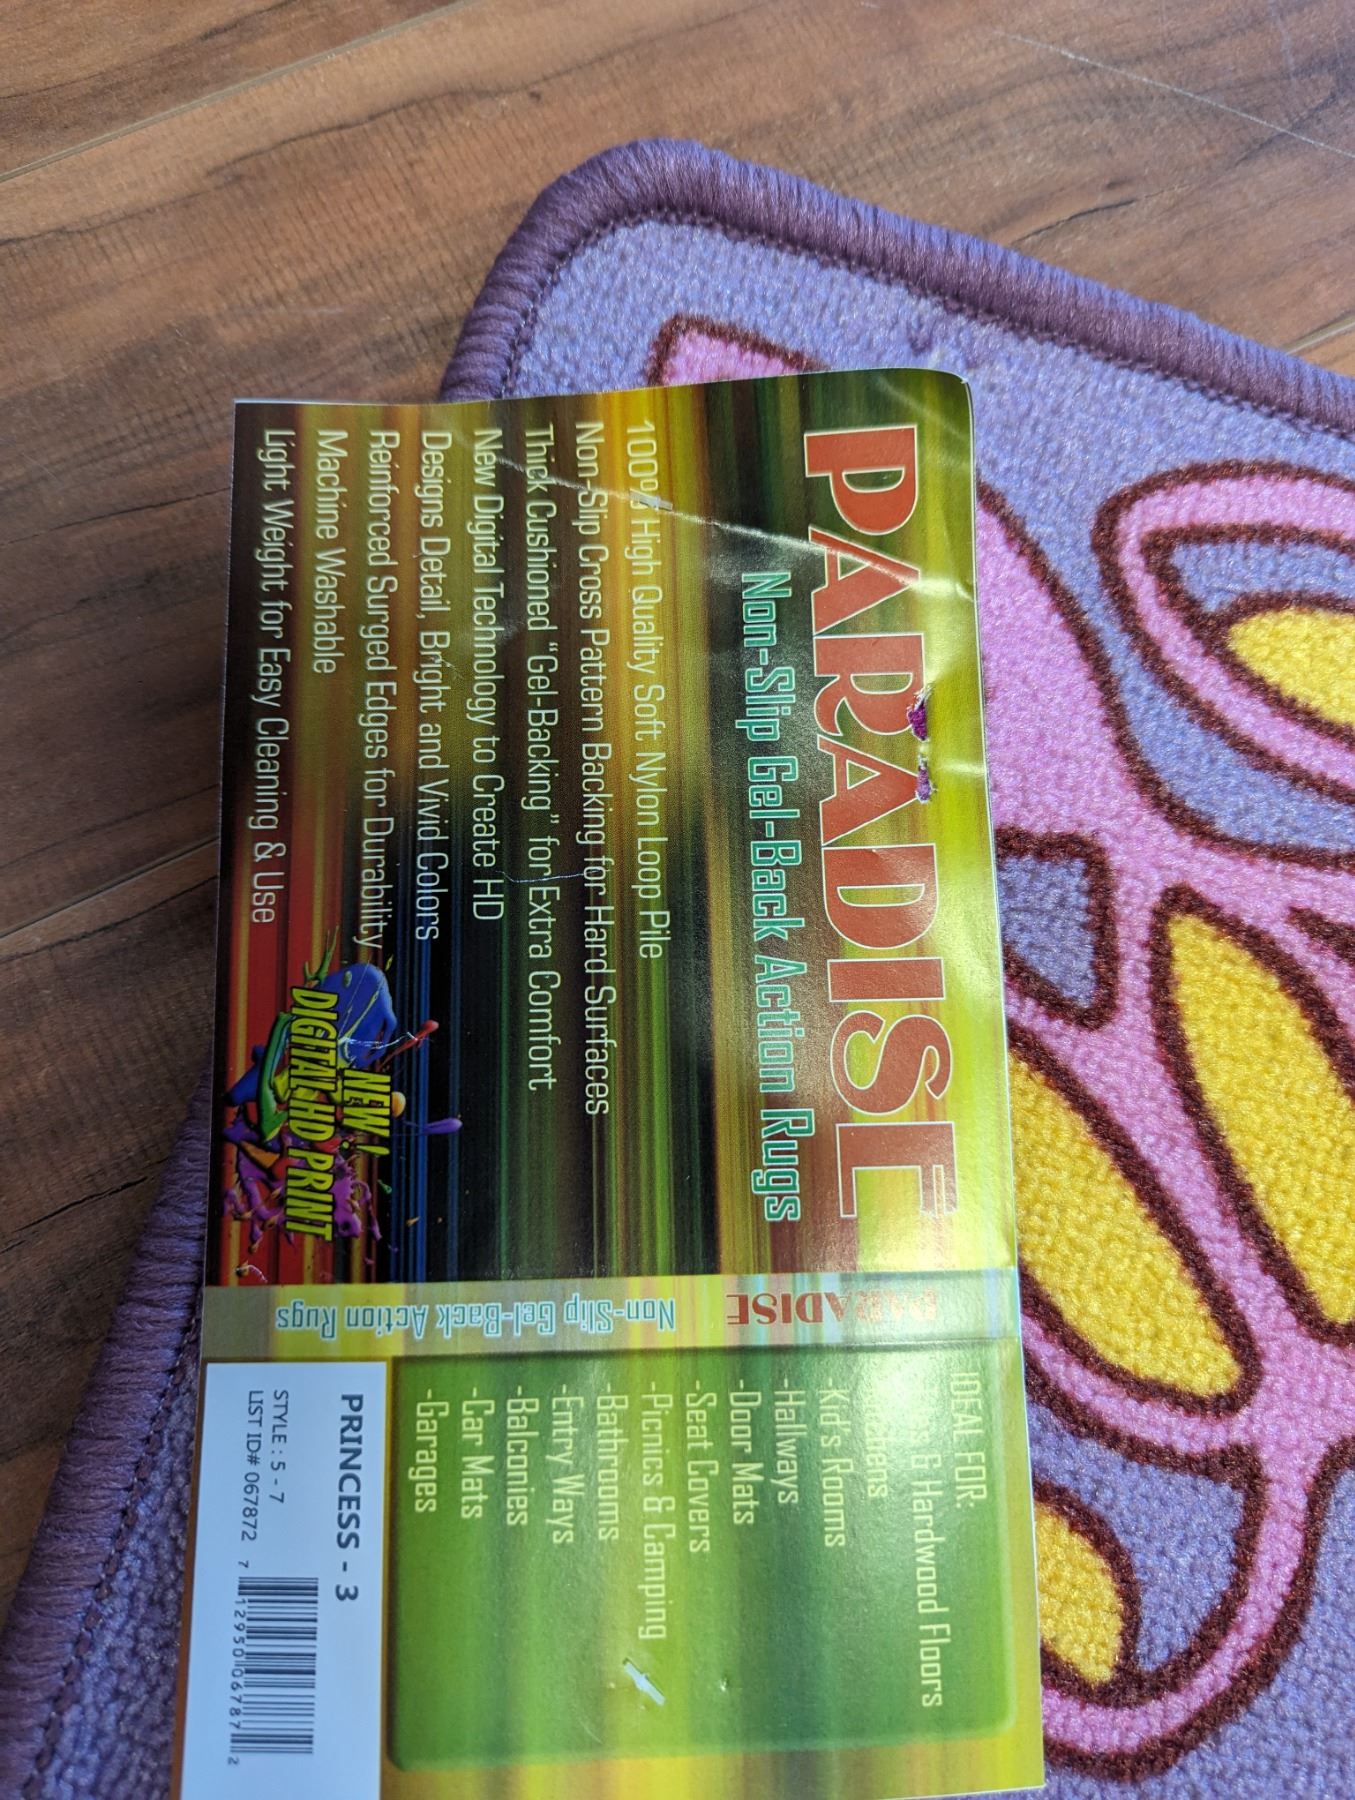 PARADISE
Non-Slip Gel-Back Action Rugs
100% High Quality Soft Nylon Loop Pile
Non-Slip Cross Pattern Backing for Hard Surfaces
Thick Cushioned "Gel-Backing" for Extra Comfort
New Digital Technology to Create HD
Designs Detail, Bright and Vivid Colors
Reinforced Surged Edges for Durability
Machine Washable
Light Weight for Easy Cleaning & Use
NEW!
DIGITAL HD PRINT
PARADISE
Non-Slip Gel-Back Action Rugs
IDEAL FOR:
& Hardwood Floors
-Kid's Rooms
-Hallways
-Door Mats
-Seat Covers
-Picnics & Camping
-Bathrooms
-Entry Ways
-Balconies
-Car Mats
-Garages
PRINCESS - 3
STYLE : 5 - 7
LIST ID# 067872
7 12950 06787 2